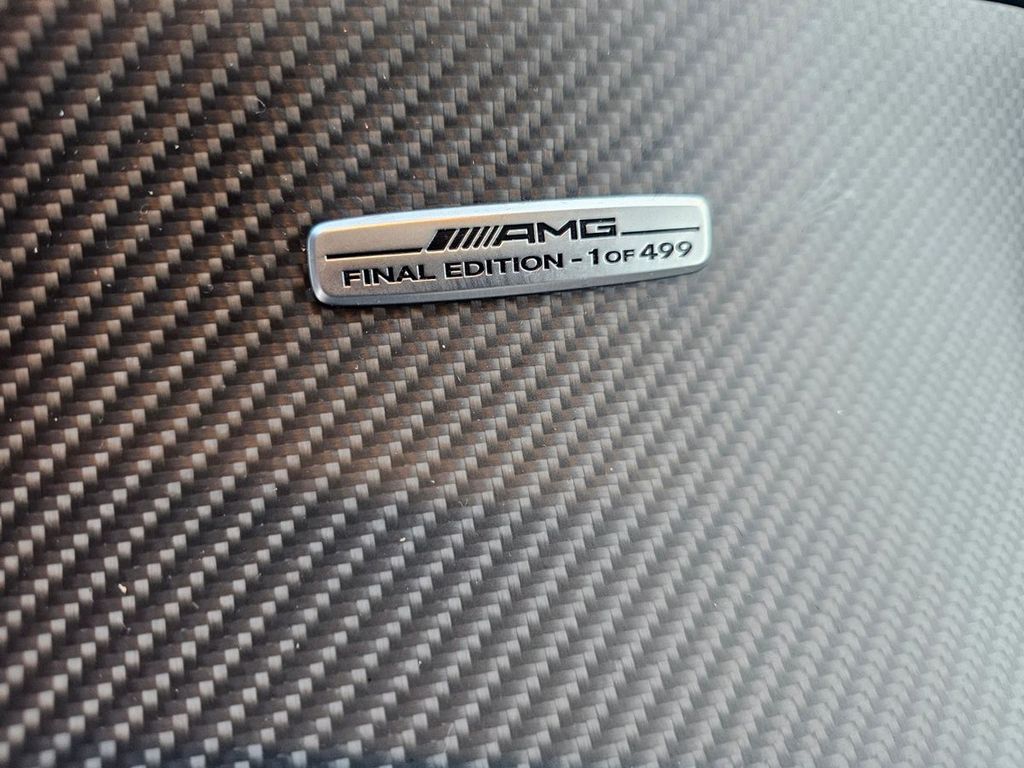 AMG
FINAL EDITION - 1 OF 499